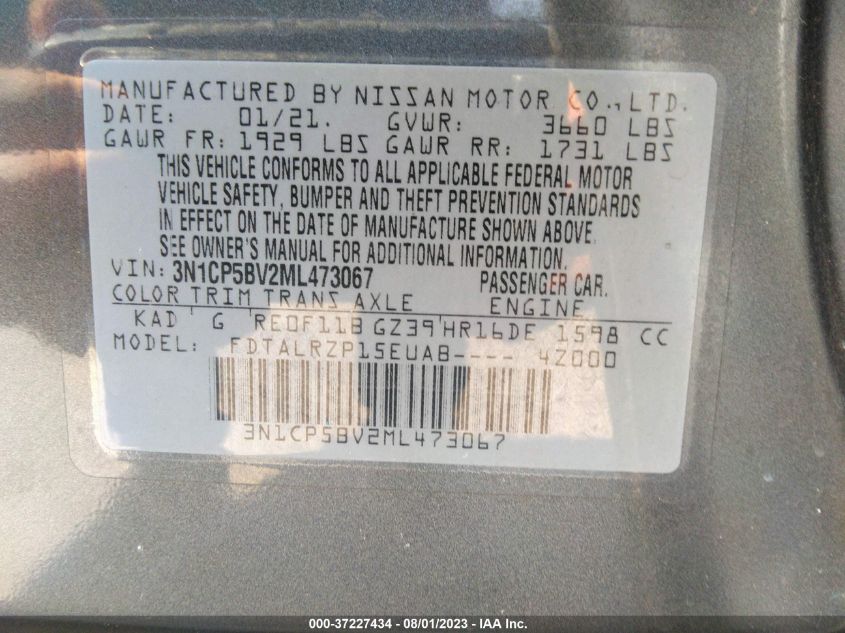 MANUFACTURED BY NISSAN MOTOR CO., LTD.
DATE: 01/21. GVWR: 3660 LBS
GAWR FR: 1929 LBS GAWR RR: 1731 LBS
THIS VEHICLE CONFORMS TO ALL APPLICABLE FEDERAL MOTOR
VEHICLE SAFETY, BUMPER AND THEFT PREVENTION STANDARDS
IN EFFECT ON THE DATE OF MANUFACTURE SHOWN ABOVE.
SEE OWNER'S MANUAL FOR ADDITIONAL INFORMATION.
VIN: 3N1CP5BV2ML473067 PASSENGER CAR.
COLOR TRIM TRANS AXLE ENGINE
KAD G RE0F11B GZ39 HR16DE 1598 CC
MODEL: FDTALRZP15EUAB---- 4Z000
3N1CP5BV2ML473067
000-37227434 - 08/01/2023 - IAA Inc.